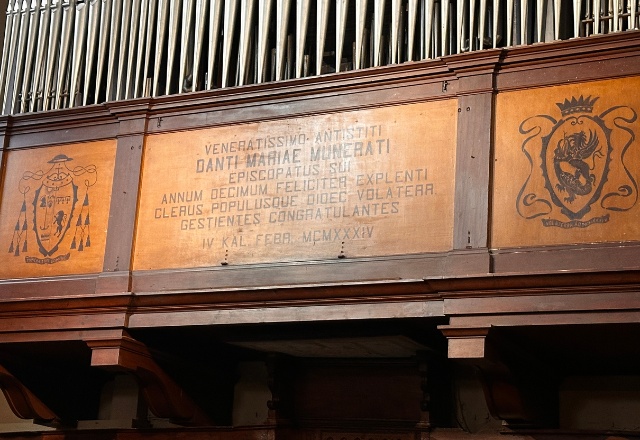 VENERATISSIMO ANTISTITI
DANTI MARIAE MUNERATI
EPISCOPATUS SUI
ANNUM DECIMUM FELICITER EXPLENTI
CLERUS POPULUSQUE DIOEC. VOLATERR.
GESTIENTES CONGRATULANTES
IV KAL. FEBR. MCMXXXIV